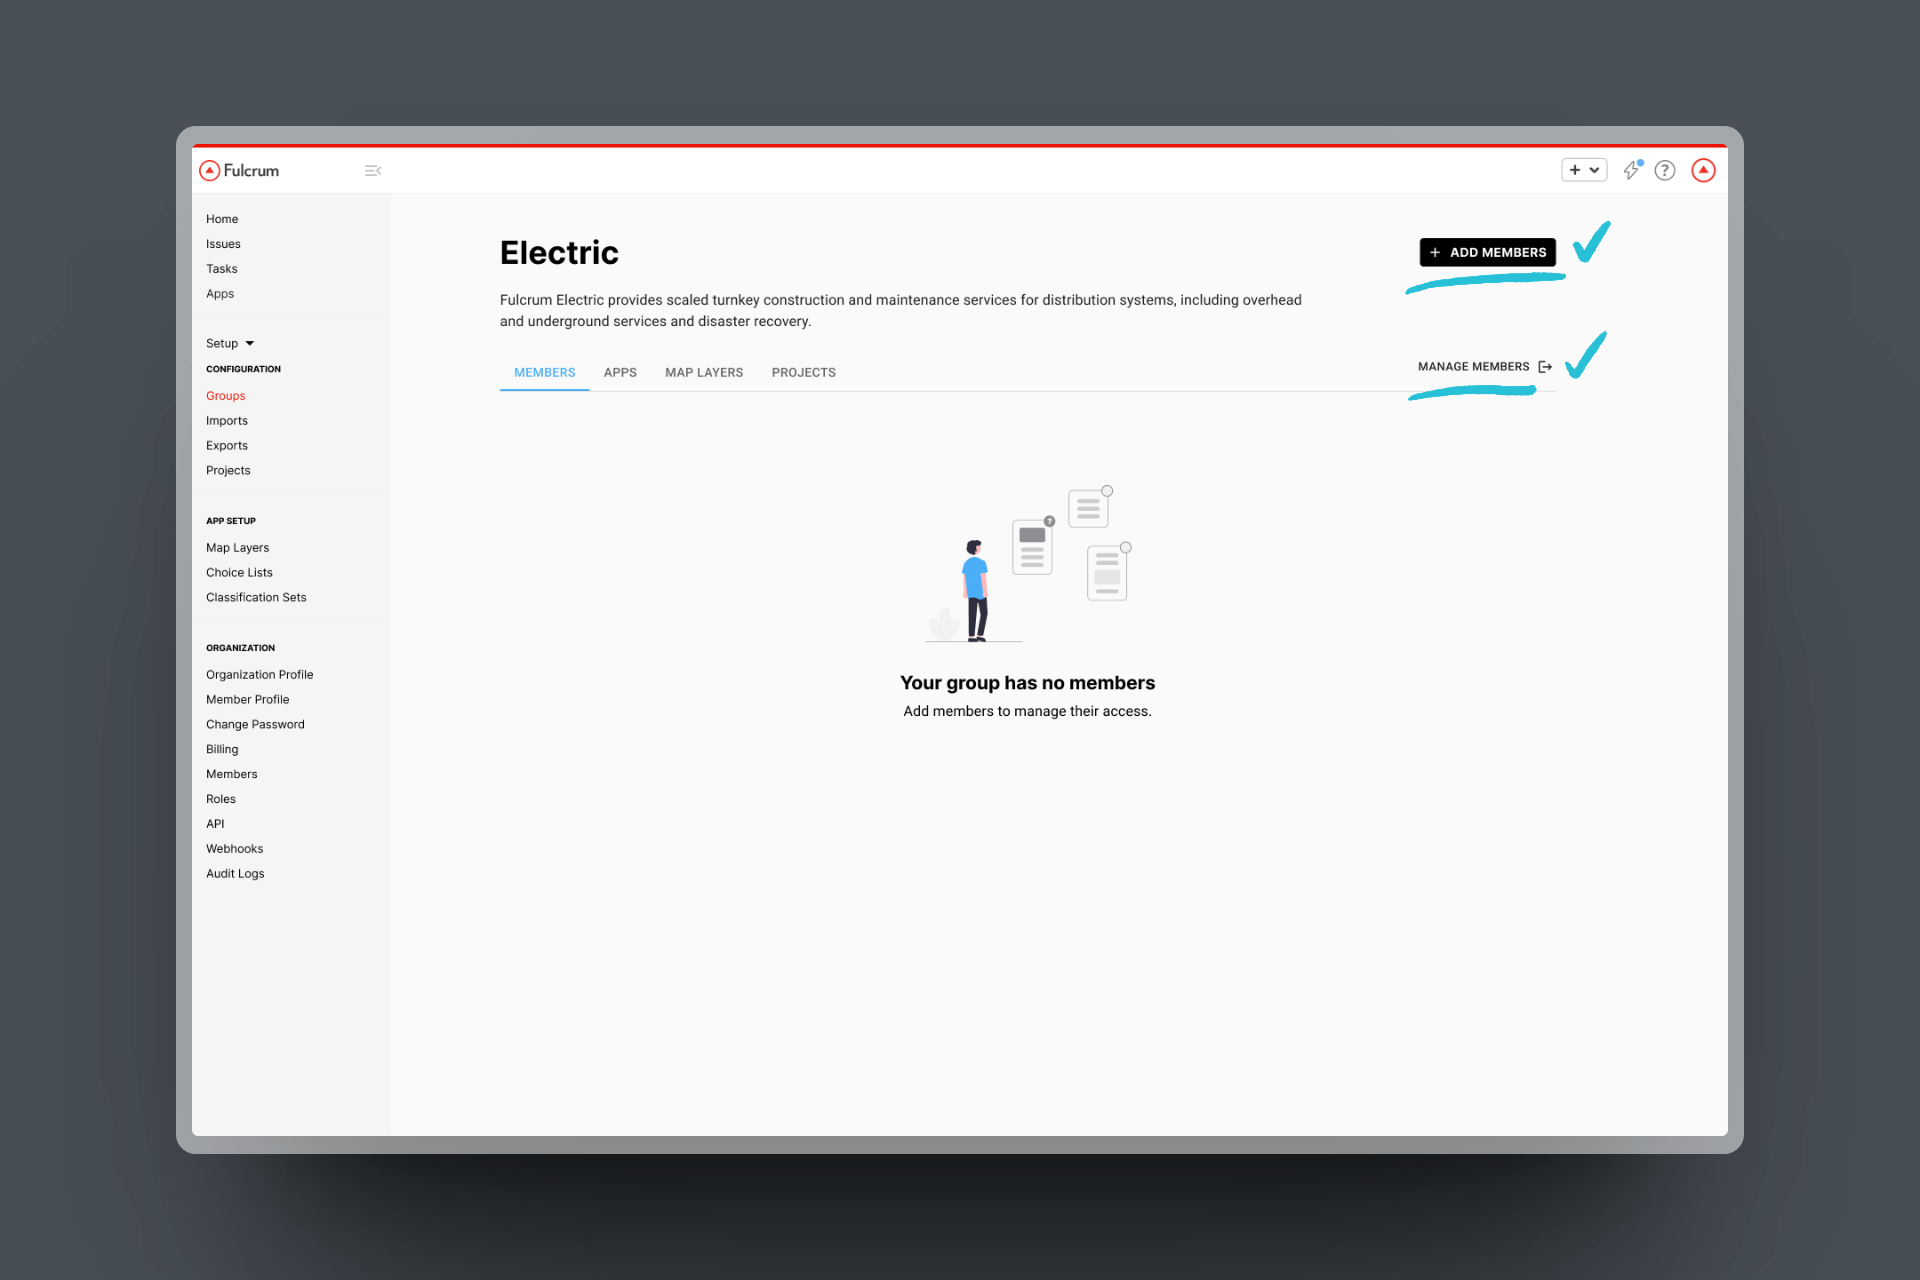 Fulcrum
Home
Issues
Tasks
Apps
Setup
CONFIGURATION
Groups
Imports
Exports
Projects
APP SETUP
Map Layers
Choice Lists
Classification Sets
ORGANIZATION
Organization Profile
Member Profile
Change Password
Billing
Members
Roles
API
Webhooks
Audit Logs
Electric
+ ADD MEMBERS
Fulcrum Electric provides scaled turnkey construction and maintenance services for distribution systems, including overhead
and underground services and disaster recovery.
MEMBERS APPS MAP LAYERS PROJECTS
MANAGE MEMBERS
Your group has no members
Add members to manage their access.